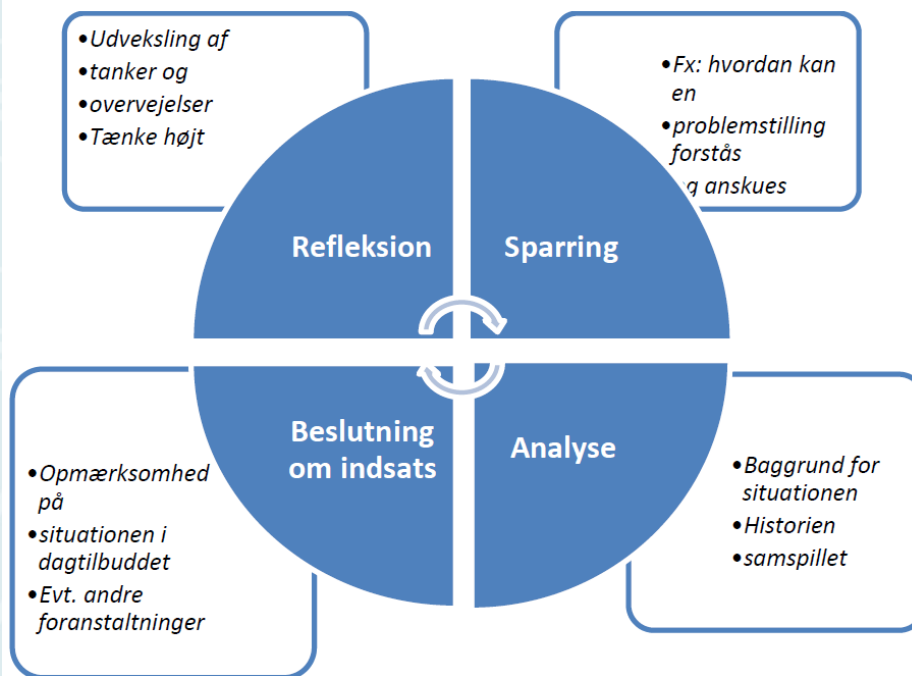 •Udveksling af
•tanker og
•overvejelser
•Tænke højt
•Fx: hvordan kan
en
•problemstilling
forstås
anskues
Refleksion
Sparring
Beslutning
om indsats
Analyse
•Opmærksomhed
på
•situationen i
dagtilbuddet
•Evt. andre
foranstaltninger
•Baggrund for
situationen
•Historien
•samspillet